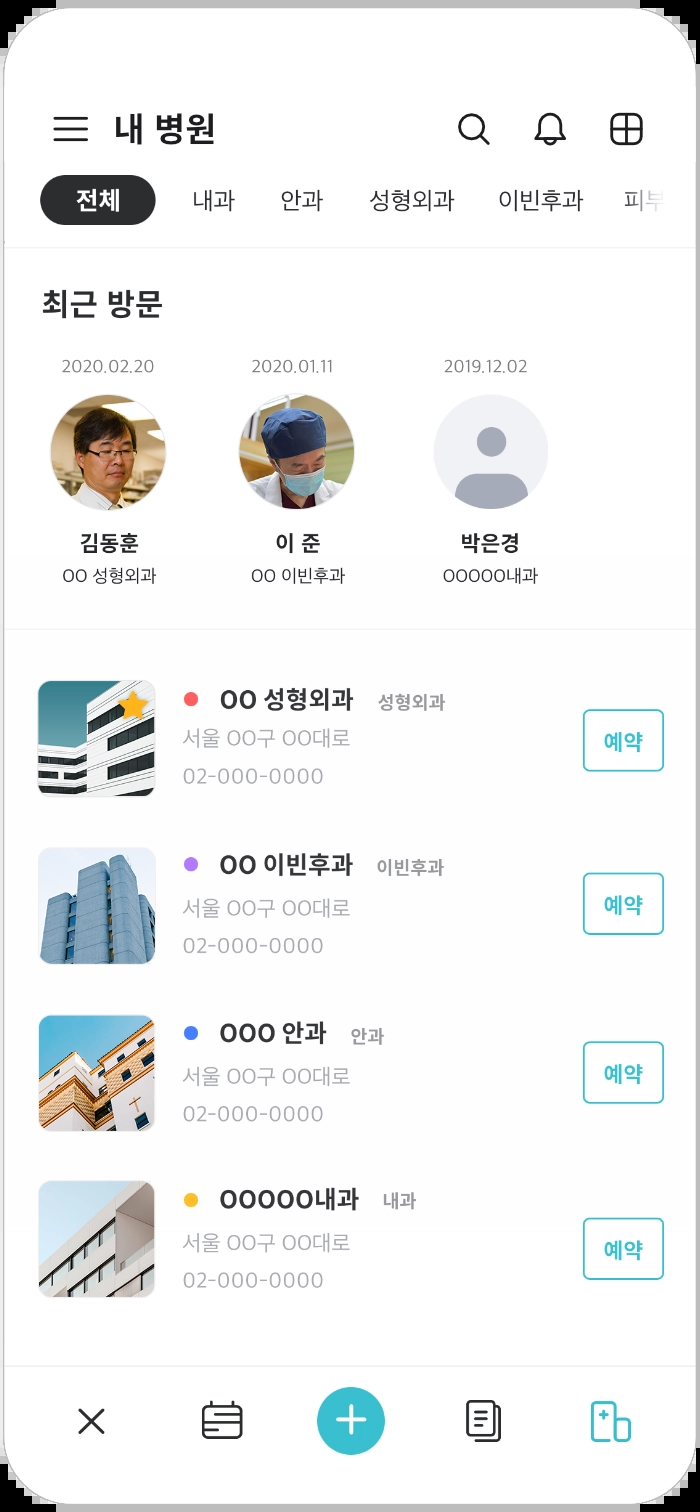 내 병원
전체 내과 안과 성형외과 이빈후과
최근 방문
2020.02.20 2020.01.11 2019.12.02
김동훈 이 준 박은경
OO 성형외과 OO 이빈후과 OOOOO내과
OO 성형외과 성형외과
서울 OO구 OO대로
02-000-0000
예약
OO 이빈후과 이빈후과
서울 OO구 OO대로
02-000-0000
예약
OOO 안과 안과
서울 OO구 OO대로
02-000-0000
예약
OOOOO내과 내과
서울 OO구 OO대로
02-000-0000
예약